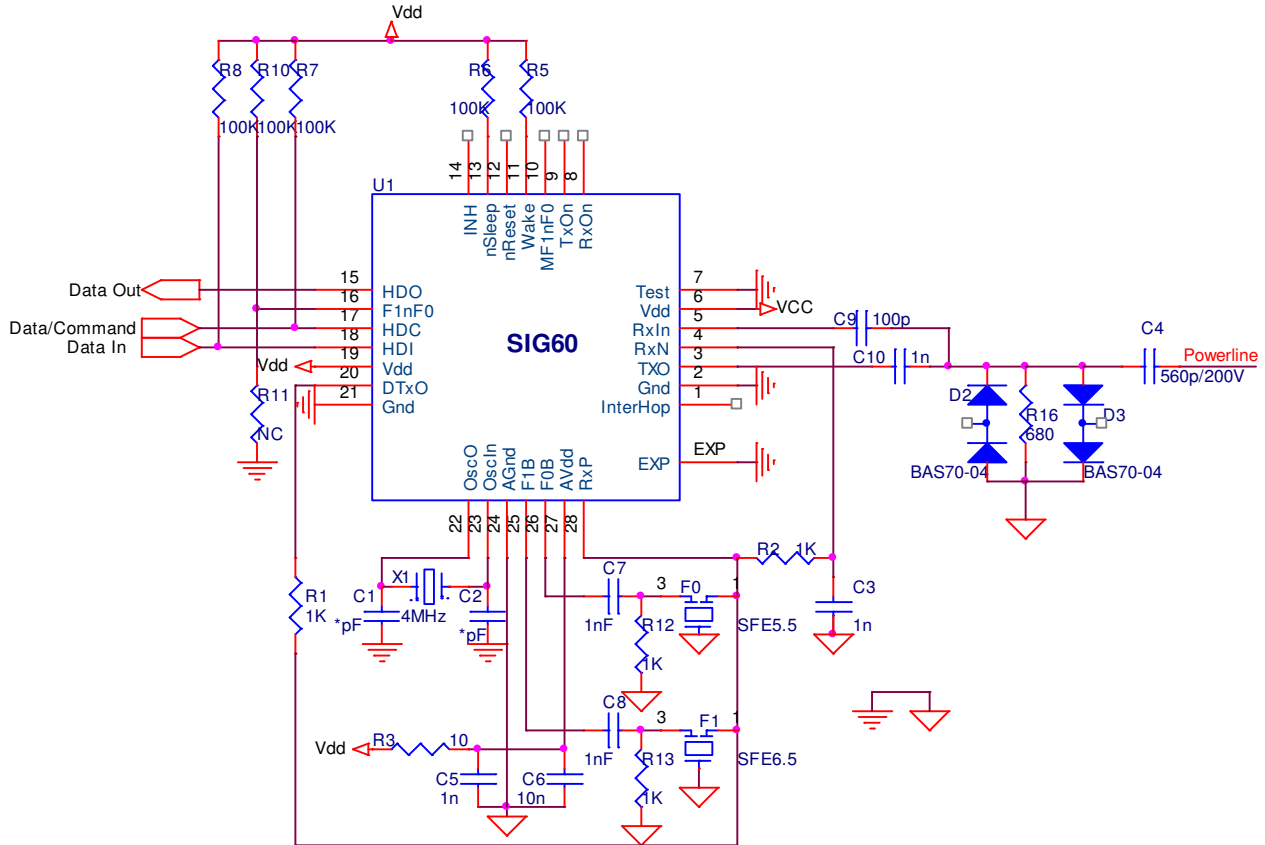 Vdd
R8 R10 R7 R6 R5
100K 100K 100K 100K 100K
14 13 12 11 10 9 8
U1
INH nSleep nReset Wake MF1nF0 TxOn RxOn
Data Out 15 HDO
16 F1nF0
Data/Command 17 HDC
Data In 18 HDI
Vdd 19 Vdd
20 DTxO
21 Gnd
SIG60
Test 7
Vdd 6 VCC
RxIn 5
RxN 4
TXO 3
Gnd 2
InterHop 1
EXP EXP
C9 100p
C10 1n
C4
Powerline
560p/200V
D2 R16 D3
680
BAS70-04 BAS70-04
R11
NC
OscO OscIn AGnd F1B F0B AVdd RxP
22 23 24 25 26 27 28
R1
1K
X1
C1 C2
*pF 4MHz *pF
R2 1K
C3
1n
C7 3 F0 1
1nF R12 SFE5.5
1K
C8 3 F1 1
1nF R13 SFE6.5
1K
Vdd R3 10
C5 C6
1n 10n